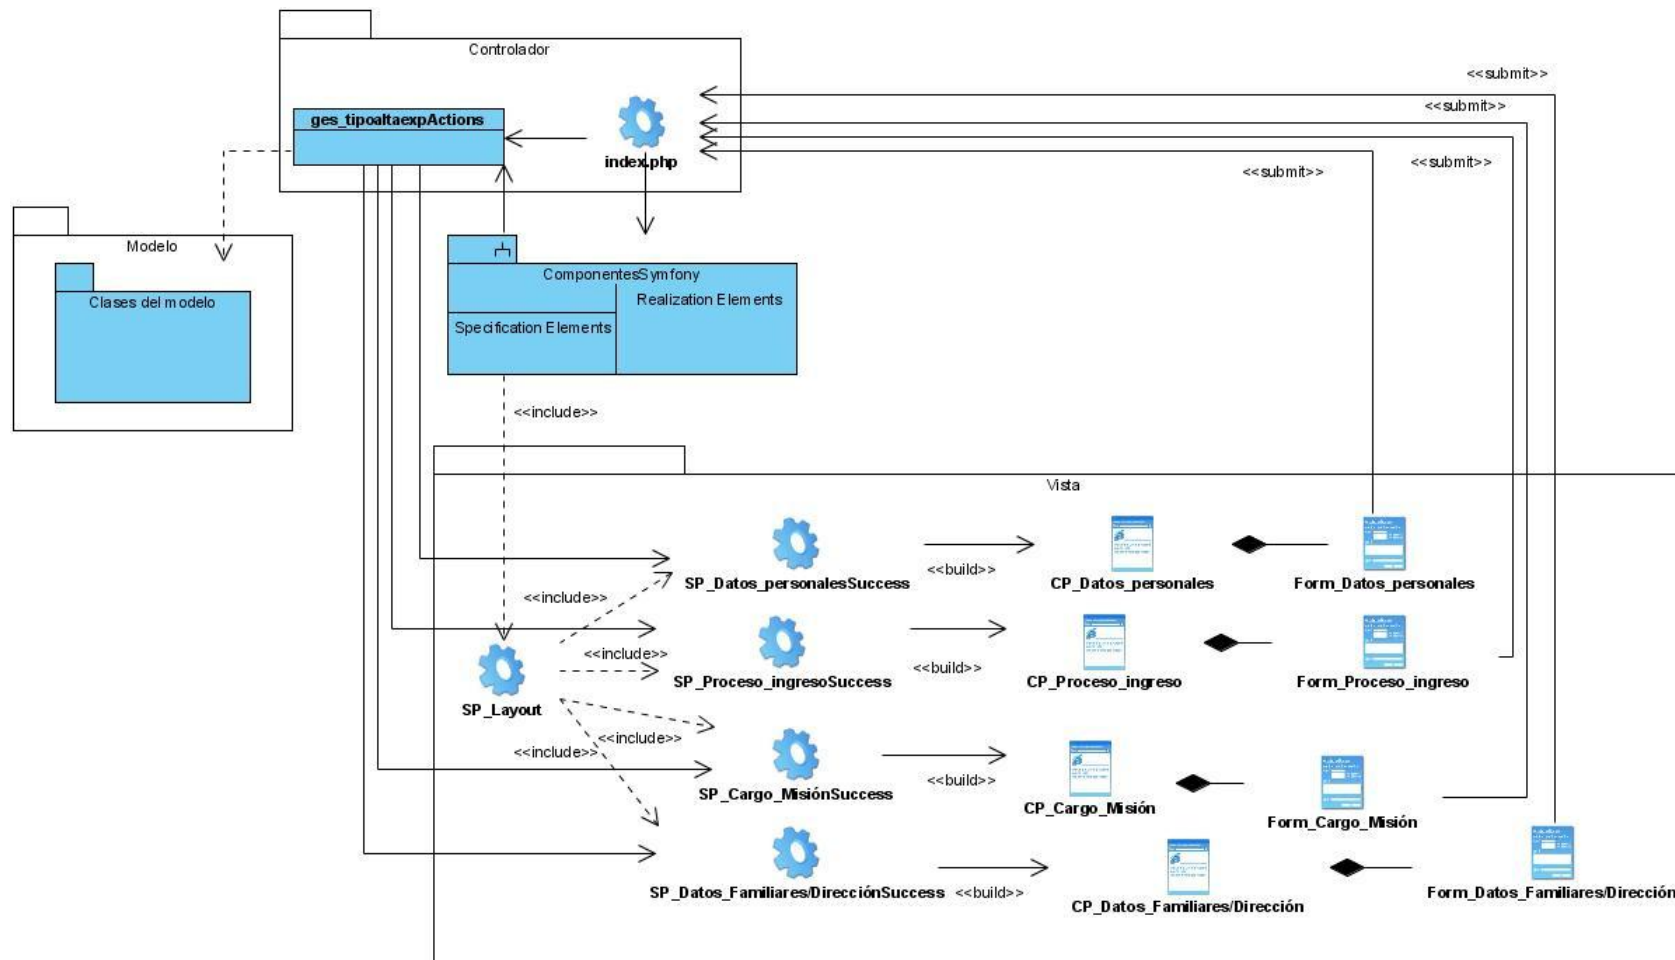 Controlador
<<submit>>
<<submit>>
ges_tipoaltaexpActions
index.php
<<submit>>
<<submit>>
Modelo
ComponentesSymfony
Clases del modelo
Realization Elements
Specification Elements
<<include>>
Vista
SP_Datos_personalesSuccess
<<build>>
CP_Datos_personales
Form_Datos_personales
<<include>>
<<include>>
SP_Proceso_ingresoSuccess
<<build>>
CP_Proceso_ingreso
Form_Proceso_ingreso
SP_Layout
<<include>>
<<include>>
SP_Cargo_MisiónSuccess
<<build>>
CP_Cargo_Misión
Form_Cargo_Misión
SP_Datos_Familiares/DirecciónSuccess
<<build>>
CP_Datos_Familiares/Dirección
Form_Datos_Familiares/Dirección